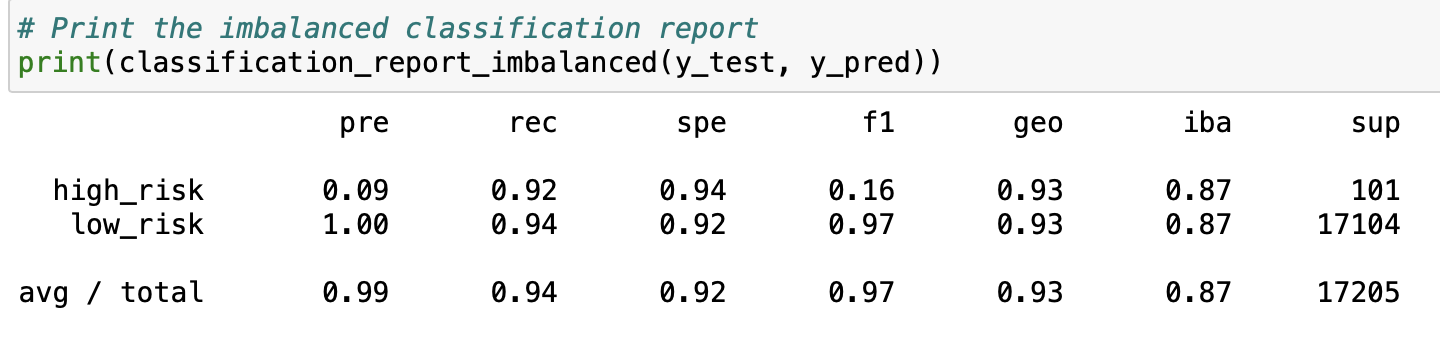 # Print the imbalanced classification report
print(classification_report_imbalanced(y_test, y_pred))
pre rec spe f1 geo iba sup
high_risk 0.09 0.92 0.94 0.16 0.93 0.87 101
low_risk 1.00 0.94 0.92 0.97 0.93 0.87 17104
avg / total 0.99 0.94 0.92 0.97 0.93 0.87 17205